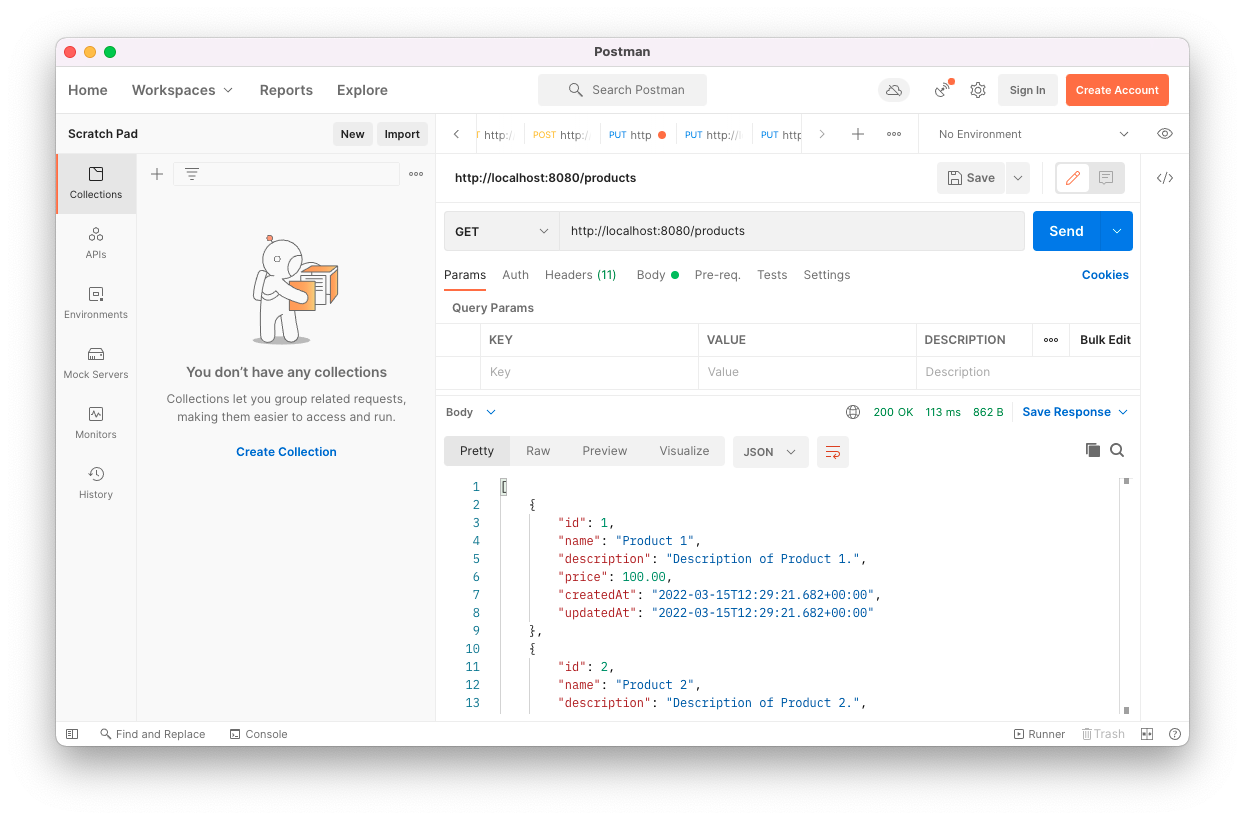 Postman
Home Workspaces Reports Explore Search Postman Sign In Create Account
Scratch Pad New Import http:/ POST http:/ PUT http PUT http:// PUT http No Environment
Collections
APIs
Environments
Mock Servers
Monitors
History
You don’t have any collections
Collections let you group related requests,
making them easier to access and run.
Create Collection
http://localhost:8080/products Save </>
GET http://localhost:8080/products Send
Params Auth Headers (11) Body Pre-req. Tests Settings Cookies
Query Params
KEY VALUE DESCRIPTION Bulk Edit
Key Value Description
Body 200 OK 113 ms 862 B Save Response
Pretty Raw Preview Visualize JSON
1 [
2 {
3 "id": 1,
4 "name": "Product 1",
5 "description": "Description of Product 1.",
6 "price": 100.00,
7 "createdAt": "2022-03-15T12:29:21.682+00:00",
8 "updatedAt": "2022-03-15T12:29:21.682+00:00"
9 },
10 {
11 "id": 2,
12 "name": "Product 2",
13 "description": "Description of Product 2.",
Find and Replace Console Runner Trash